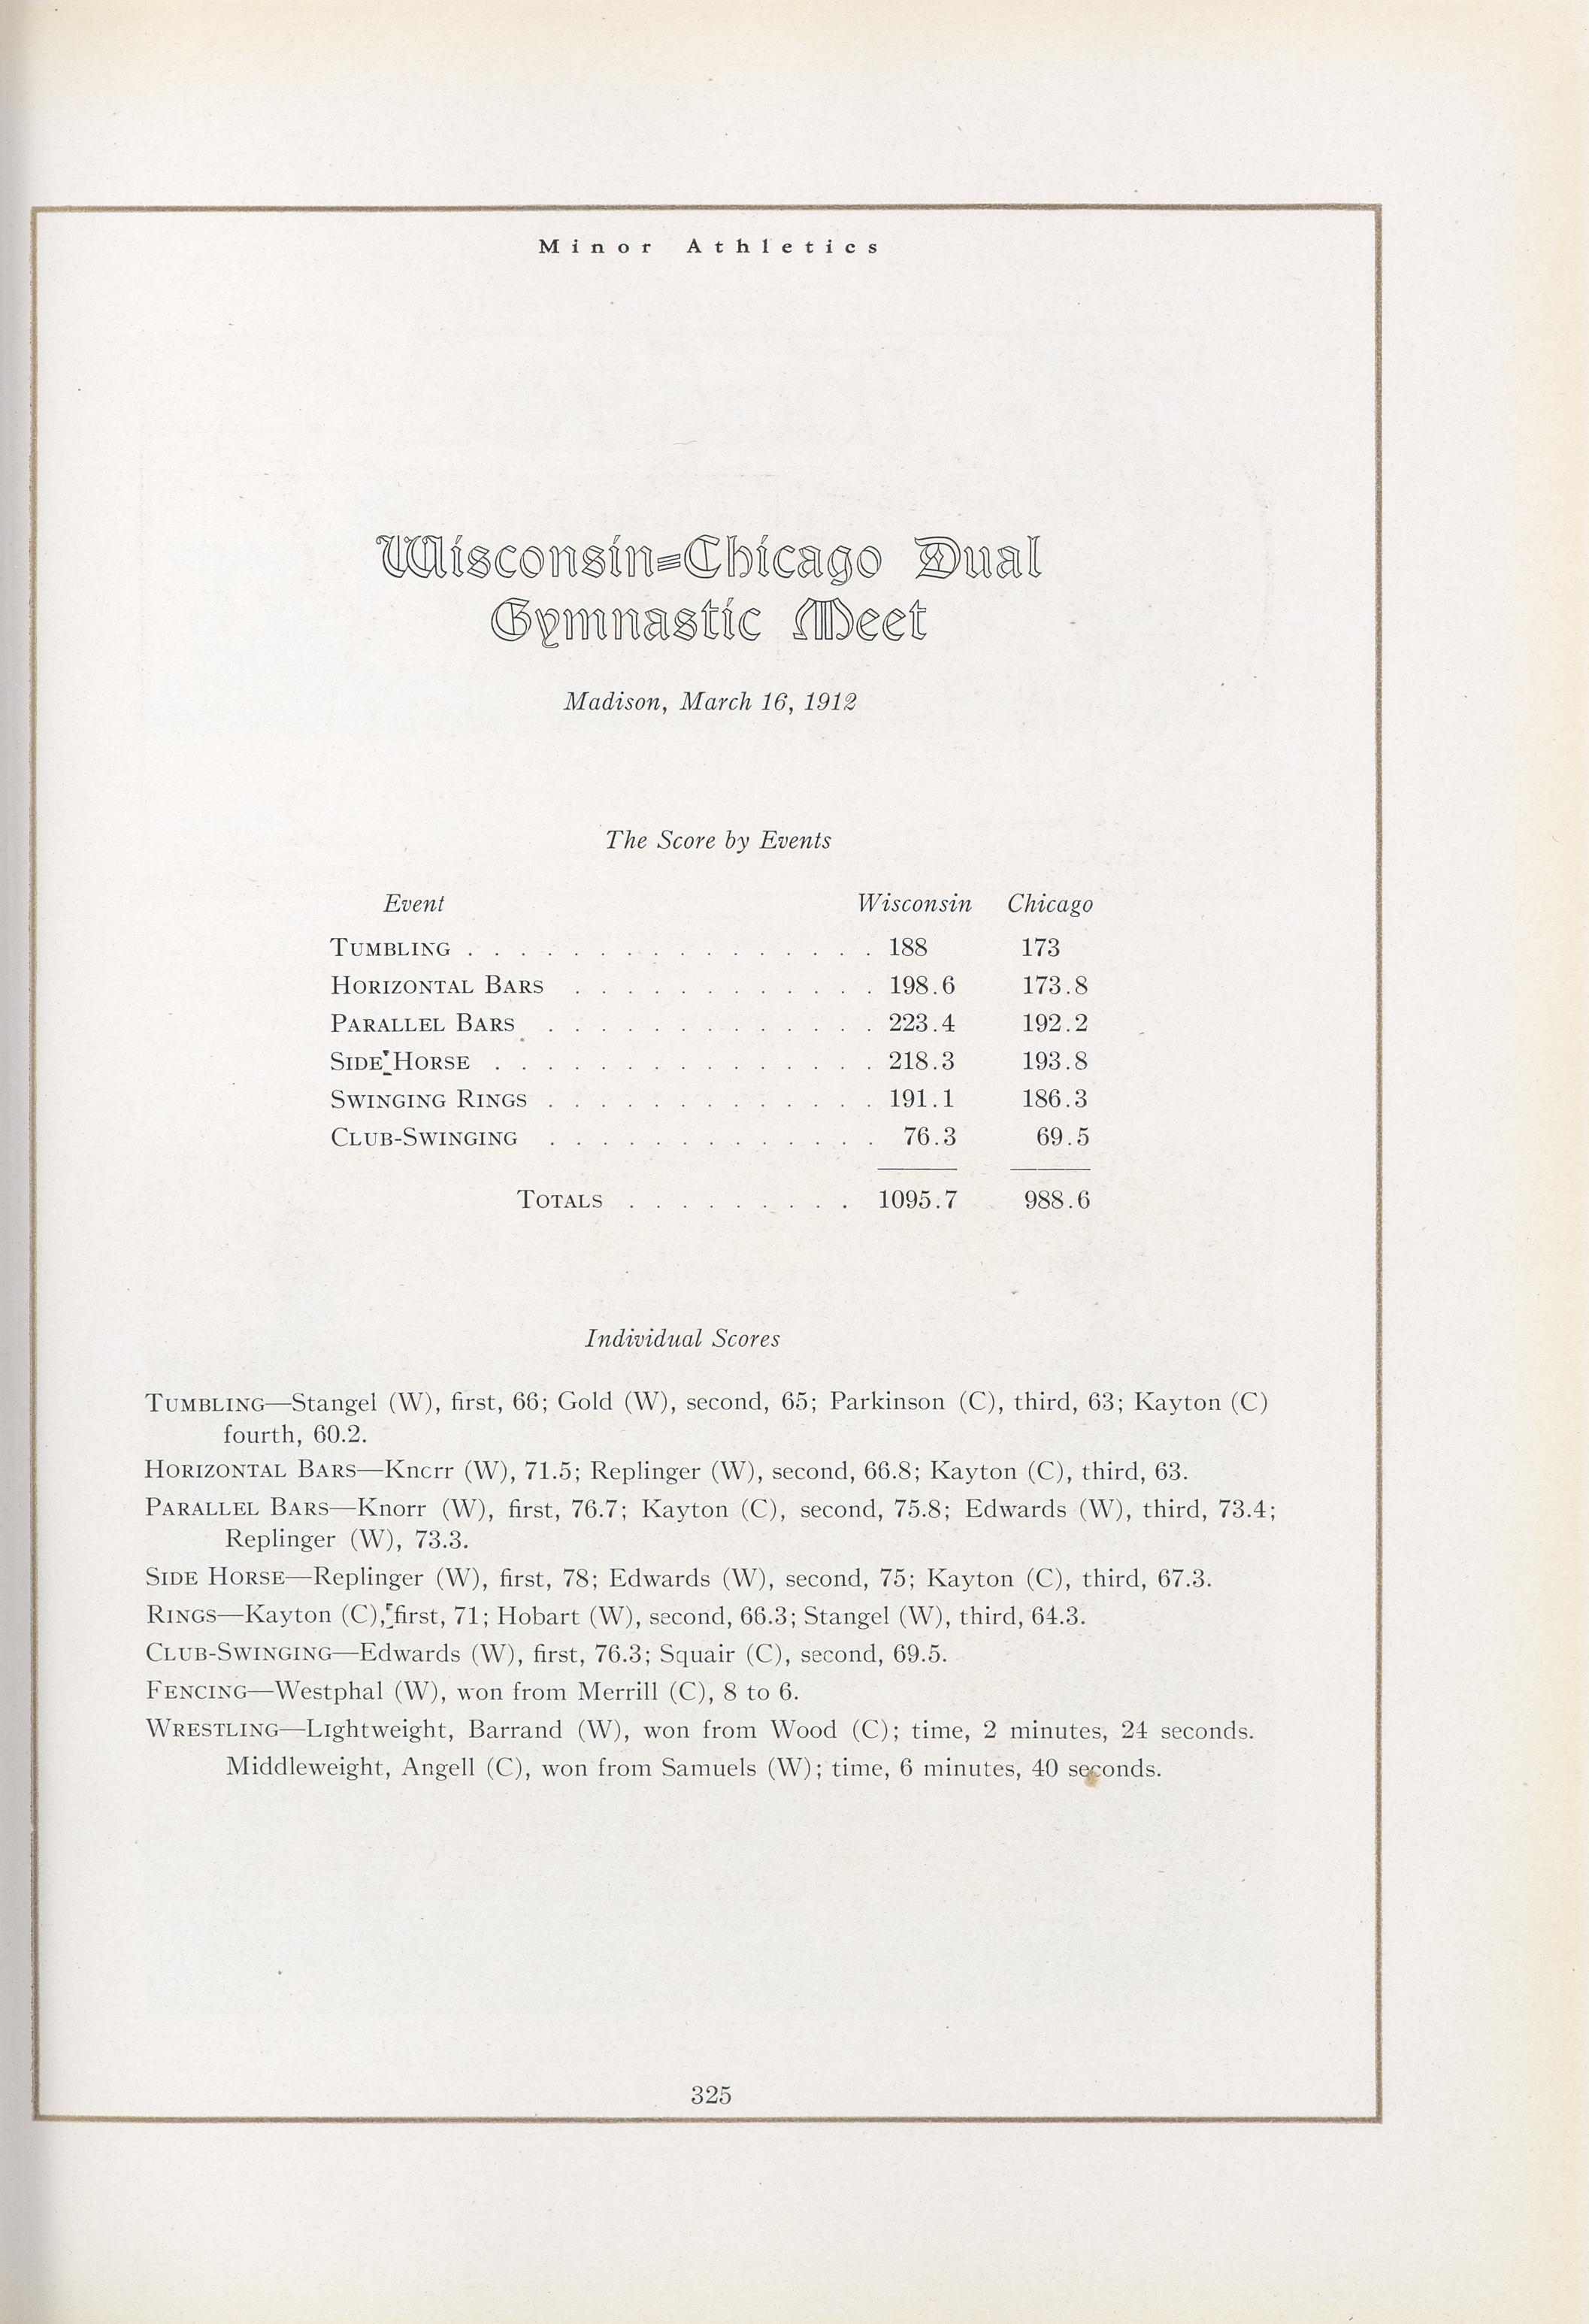 Minor Athletics
Wisconsin-Chicago Dual
Gymnastic Meet
Madison, March 16, 1912
The Score by Events
Event Wisconsin Chicago
TUMBLING . . . . . . . . . . . . . . . . 188 173
HORIZONTAL BARS . . . . . . . . . . . . 198.6 173.8
PARALLEL BARS . . . . . . . . . . . . . 223.4 192.2
SIDE HORSE . . . . . . . . . . . . . . . 218.3 193.8
SWINGING RINGS . . . . . . . . . . . . . 191.1 186.3
CLUB-SWINGING . . . . . . . . . . . . . 76.3 69.5
TOTALS . . . . . . . . . 1095.7 988.6
Individual Scores
TUMBLING—Stangel (W), first, 66; Gold (W), second, 65; Parkinson (C), third, 63; Kayton (C)
fourth, 60.2.
HORIZONTAL BARS—Kncrr (W), 71.5; Replinger (W), second, 66.8; Kayton (C), third, 63.
PARALLEL BARS—Knorr (W), first, 76.7; Kayton (C), second, 75.8; Edwards (W), third, 73.4;
Replinger (W), 73.3.
SIDE HORSE—Replinger (W), first, 78; Edwards (W), second, 75; Kayton (C), third, 67.3.
RINGS—Kayton (C), first, 71; Hobart (W), second, 66.3; Stangel (W), third, 64.3.
CLUB-SWINGING—Edwards (W), first, 76.3; Squair (C), second, 69.5.
FENCING—Westphal (W), won from Merrill (C), 8 to 6.
WRESTLING—Lightweight, Barrand (W), won from Wood (C); time, 2 minutes, 24 seconds.
Middleweight, Angell (C), won from Samuels (W); time, 6 minutes, 40 seconds.
325